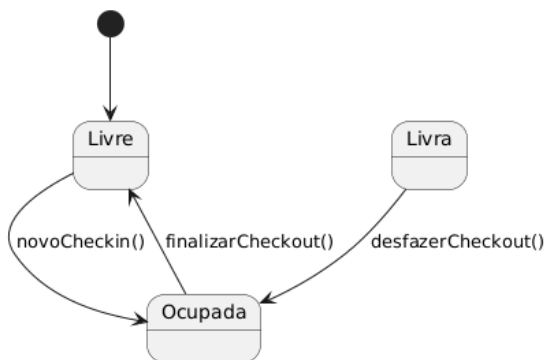 Livre
Livra
novoCheckin()
finalizarCheckout()
desfazerCheckout()
Ocupada